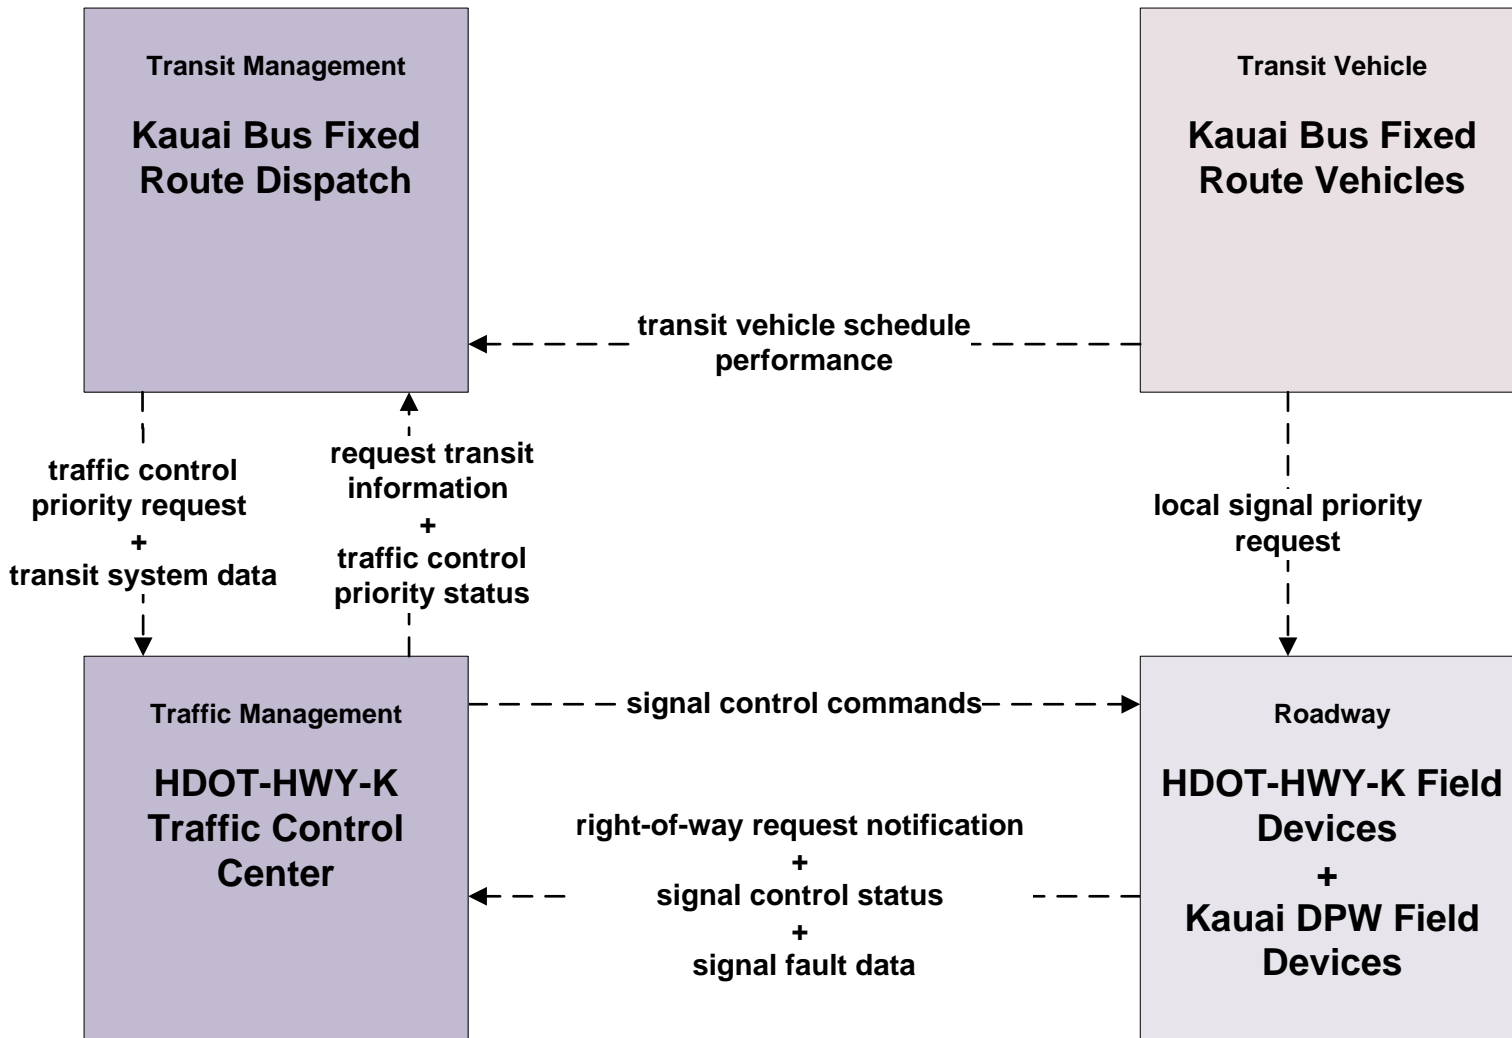 Transit Management
Kauai Bus Fixed
Route Dispatch
Transit Vehicle
Kauai Bus Fixed
Route Vehicles
transit vehicle schedule
performance
traffic control
priority request
+
transit system data
request transit
information
+
traffic control
priority status
local signal priority
request
Traffic Management
HDOT-HWY-K
Traffic Control
Center
signal control commands
right-of-way request notification
+
signal control status
+
signal fault data
Roadway
HDOT-HWY-K Field
Devices
+
Kauai DPW Field
Devices